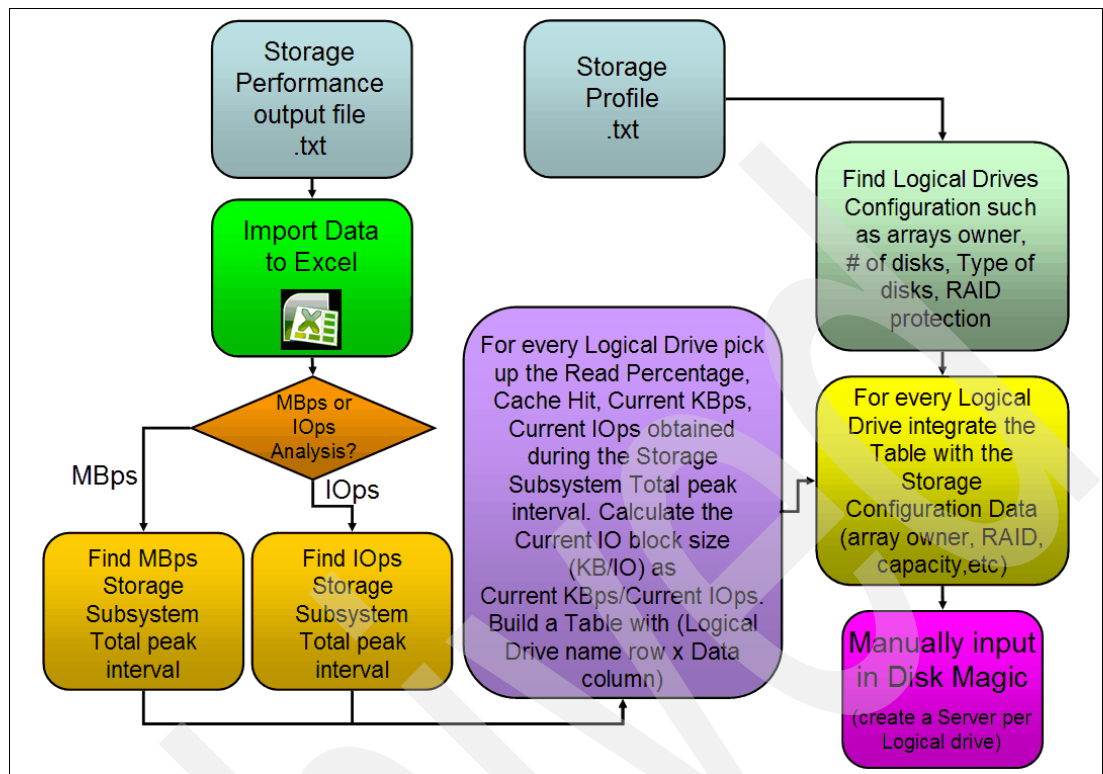 Storage
Performance
output file
.txt
Storage
Profile
.txt
Import Data
to Excel
Find Logical Drives
Configuration such
as arrays owner,
# of disks, Type of
disks, RAID
protection
MBps or
IOps
Analysis?
MBps
IOps
Find MBps
Storage
Subsystem
Total peak
interval
Find IOps
Storage
Subsystem
Total peak
interval
For every Logical Drive pick
up the Read Percentage,
Cache Hit, Current KBps,
Current IOps obtained
during the Storage
Subsystem Total peak
interval. Calculate the
Current IO block size
(KB/IO) as
Current KBps/Current IOps.
Build a Table with (Logical
Drive name row x Data
column)
For every Logical
Drive integrate the
Table with the
Storage
Configuration Data
(array owner, RAID,
capacity,etc)
Manually input
in Disk Magic
(create a Server per
Logical drive)